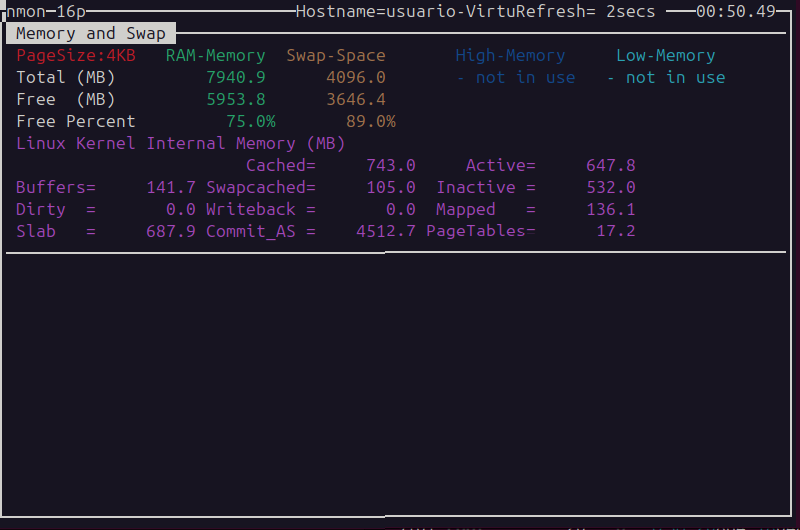 nmon-16p Hostname=usuario-VirtuRefresh= 2secs 00:50.49
Memory and Swap
PageSize:4KB RAM-Memory Swap-Space High-Memory Low-Memory
Total (MB) 7940.9 4096.0 - not in use - not in use
Free (MB) 5953.8 3646.4
Free Percent 75.0% 89.0%
Linux Kernel Internal Memory (MB)
Cached= 743.0 Active= 647.8
Buffers= 141.7 Swapcached= 105.0 Inactive = 532.0
Dirty = 0.0 Writeback = 0.0 Mapped = 136.1
Slab = 687.9 Commit_AS = 4512.7 PageTables= 17.2